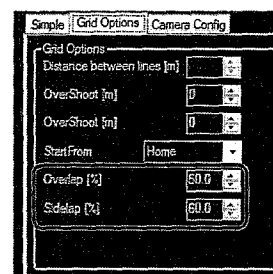 Simple Grid Options Camera Config
Grid Options
Distance between lines [m]
OverShoot [m] 0
OverShoot [m] 0
StartFrom Home
Overlap [%] 50.0
Sidelap [%] 60.0